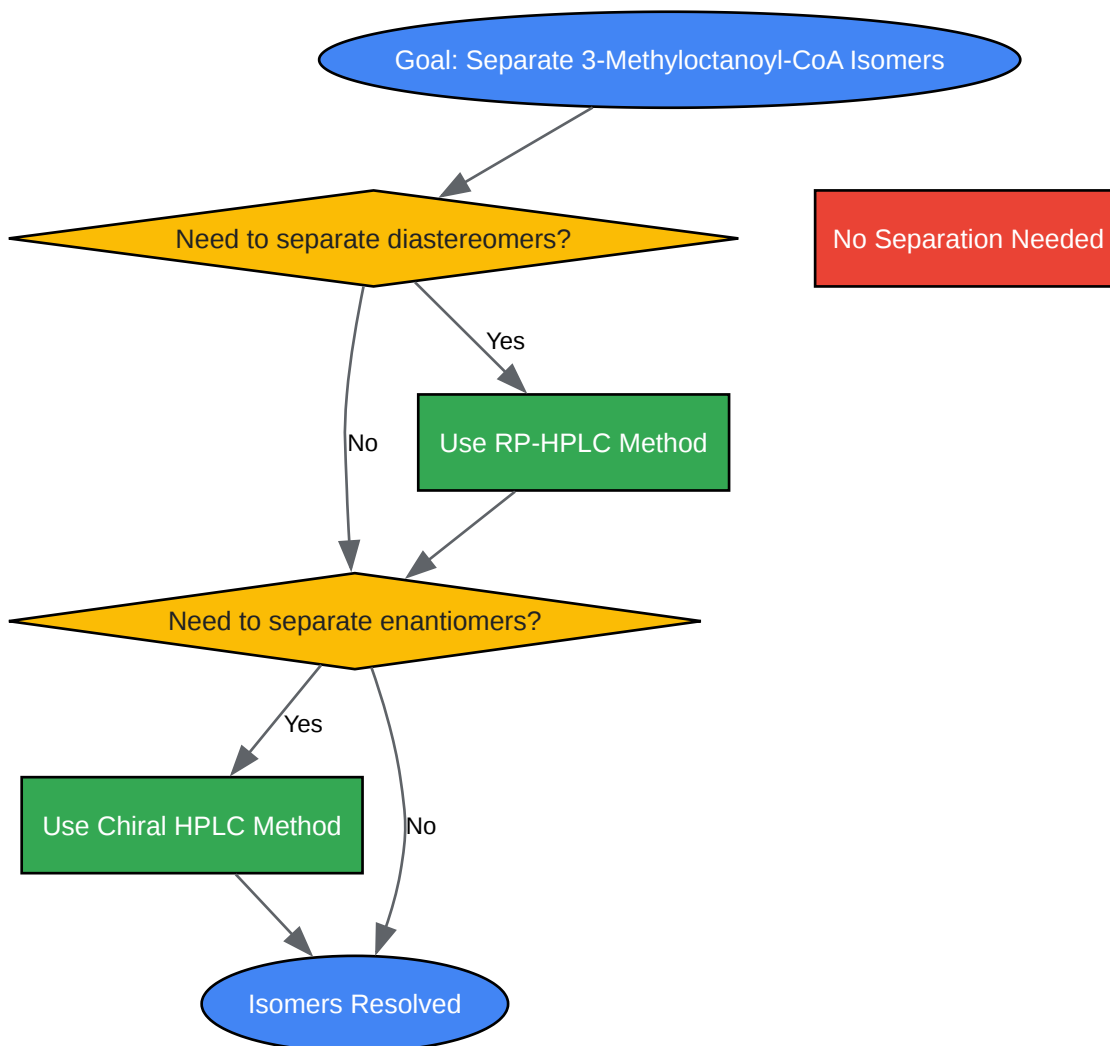 Goal: Separate 3-Methyloctanoyl-CoA Isomers
Need to separate diastereomers?
No Separation Needed
Yes
No
Use RP-HPLC Method
Need to separate enantiomers?
Yes
Use Chiral HPLC Method
No
Isomers Resolved